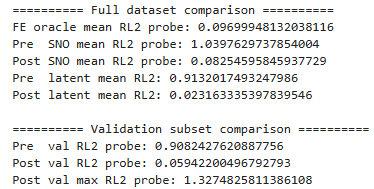 ========== Full dataset comparison ==========
FE oracle mean RL2 probe: 0.09699948132038116
Pre  SNO mean RL2 probe: 1.0397629737854004
Post SNO mean RL2 probe: 0.08254595845937729
Pre  latent mean RL2: 0.9132017493247986
Post latent mean RL2: 0.023163335397839546

========== Validation subset comparison ==========
Pre  val RL2 probe: 0.9082427620887756
Post val RL2 probe: 0.05942200496792793
Post val max RL2 probe: 1.3274825811386108